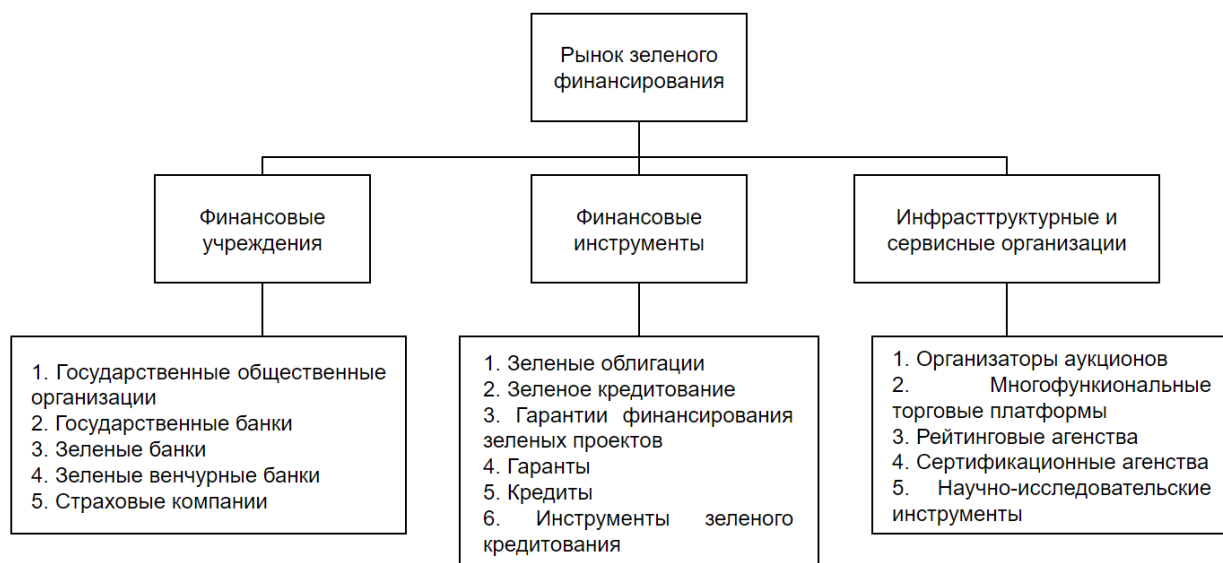 Рынок зеленого
финансирования
Финансовые
учреждения
Финансовые
инструменты
Инфрасттруктурные и
сервисные организации
1. Государственные общественные
организации
2. Государственные банки
3. Зеленые банки
4. Зеленые венчурные банки
5. Страховые компании
1. Зеленые облигации
2. Зеленое кредитование
3. Гарантии финансирования
зеленых проектов
4. Гаранты
5. Кредиты
6. Инструменты зеленого
кредитования
1. Организаторы аукционов
2. Многофункиональные
торговые платформы
3. Рейтинговые агенства
4. Сертификационные агенства
5. Научно-исследовательские
инструменты